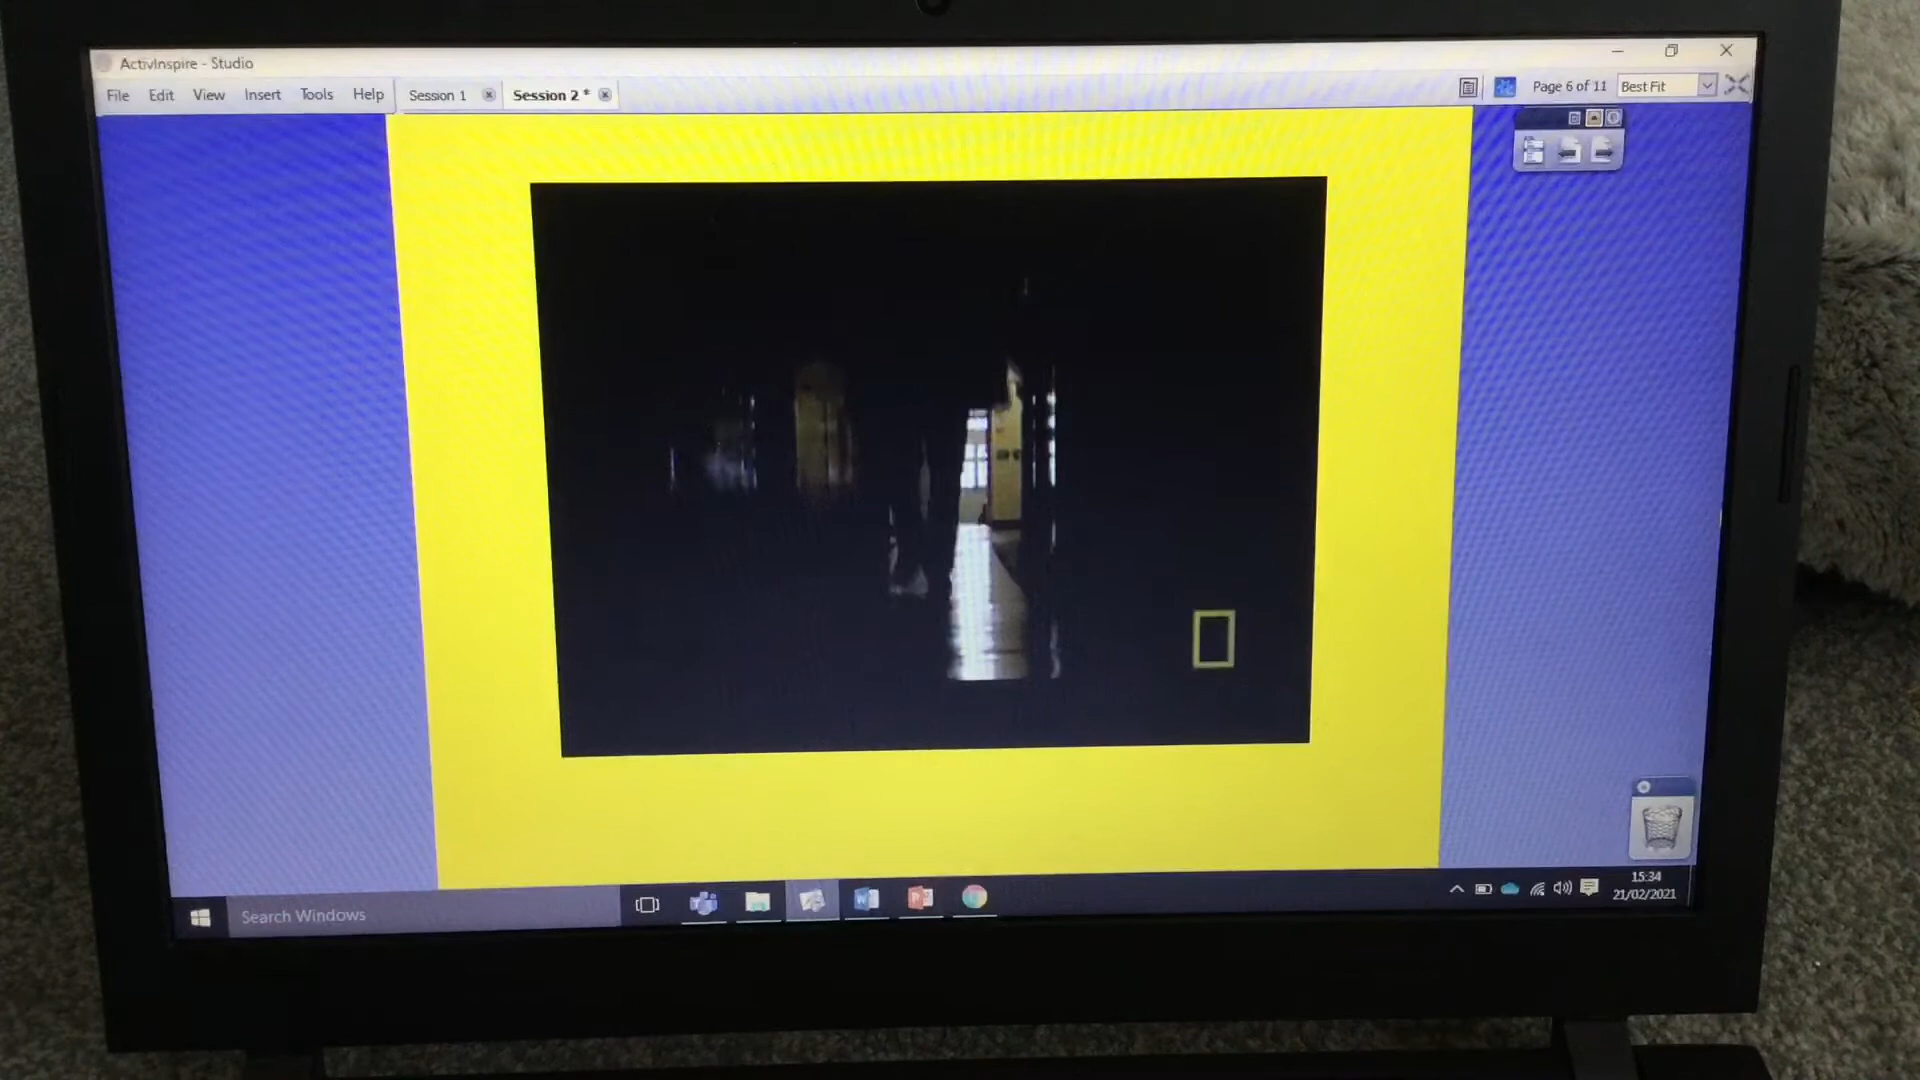 ActivInspire - Studio
File Edit View Insert Tools Help Session 1 Session 2 * Page 6 of 11 Best Fit
Search Windows
15:34
21/02/2021